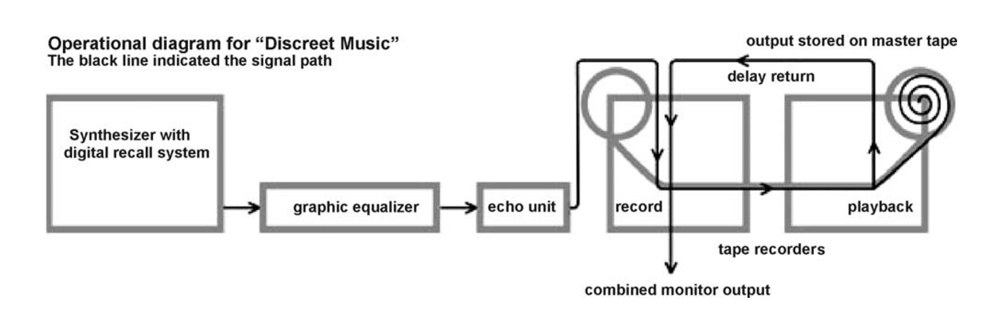 Operational diagram for “Discreet Music”
The black line indicated the signal path
output stored on master tape
delay return
Synthesizer with
digital recall system
graphic equalizer
echo unit
record
playback
tape recorders
combined monitor output